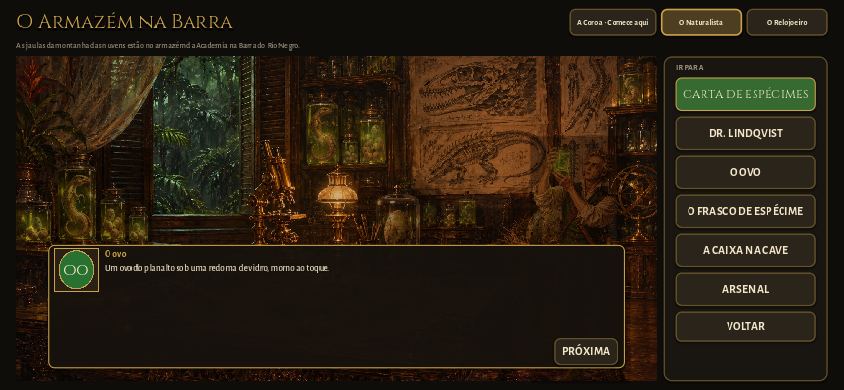 O Armazém na Barra
A Coroa · Comece aqui
O Naturalista
O Relojoeiro
As jaulas da montanha das nuvens estão no armazém da Academia na Barra do Rio Negro.
IR PARA
CARTA DE ESPÉCIMES
DR. LINDQVIST
O OVO
O FRASCO DE ESPÉCIME
A CAIXA NA CAVE
ARSENAL
VOLTAR
OO
O ovo
Um ovo do planalto sob uma redoma de vidro, morno ao toque.
PRÓXIMA